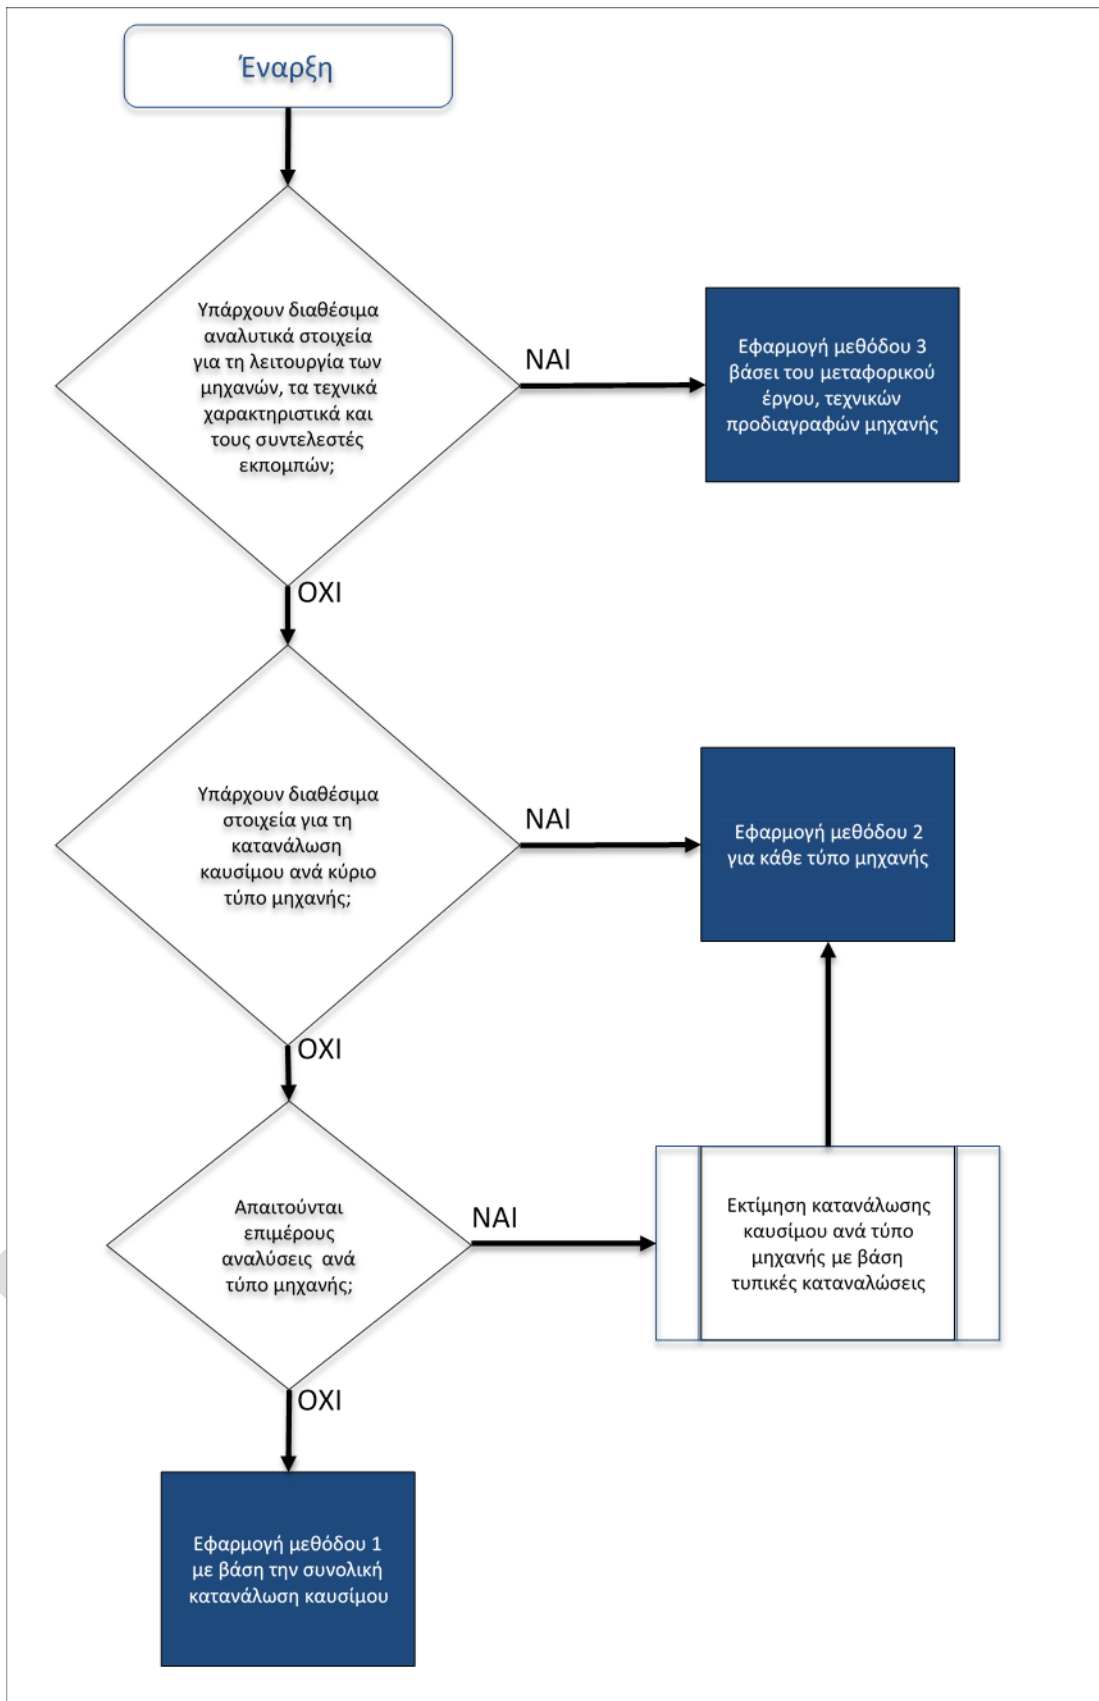 Έναρξη
Υπάρχουν διαθέσιμα
αναλυτικά στοιχεία
για τη λειτουργία των
μηχανών, τα τεχνικά
χαρακτηριστικά και
τους συντελεστές
εκπομπών;
ΝΑΙ
Εφαρμογή μεθόδου 3
βάσει του μεταφορικού
έργου, τεχνικών
προδιαγραφών μηχανής
ΟΧΙ
Υπάρχουν διαθέσιμα
στοιχεία για τη
κατανάλωση
καυσίμου ανά κύριο
τύπο μηχανής;
ΝΑΙ
Εφαρμογή μεθόδου 2
για κάθε τύπο μηχανής
ΟΧΙ
Απαιτούνται
επιμέρους
αναλύσεις ανά
τύπο μηχανής;
ΝΑΙ
Εκτίμηση κατανάλωσης
καυσίμου ανά τύπο
μηχανής με βάση
τυπικές καταναλώσεις
ΟΧΙ
Εφαρμογή μεθόδου 1
με βάση την συνολική
κατανάλωση καυσίμου